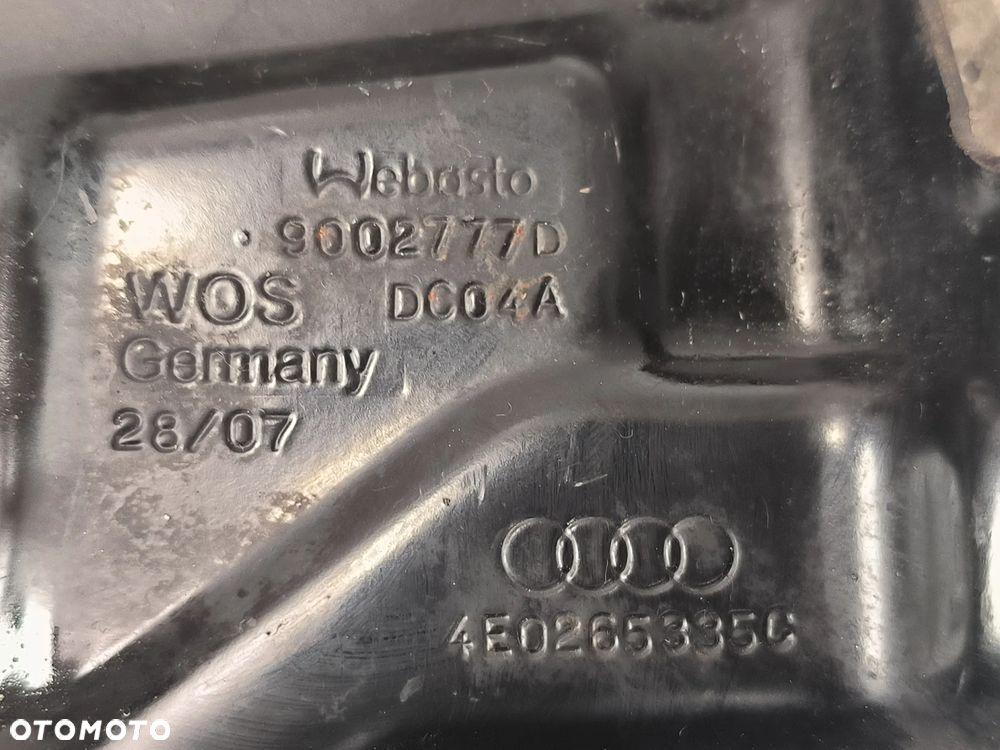 Webasto
9002777D
WOS DC04A
Germany
28/07
4E0265335C
OTOMOTO